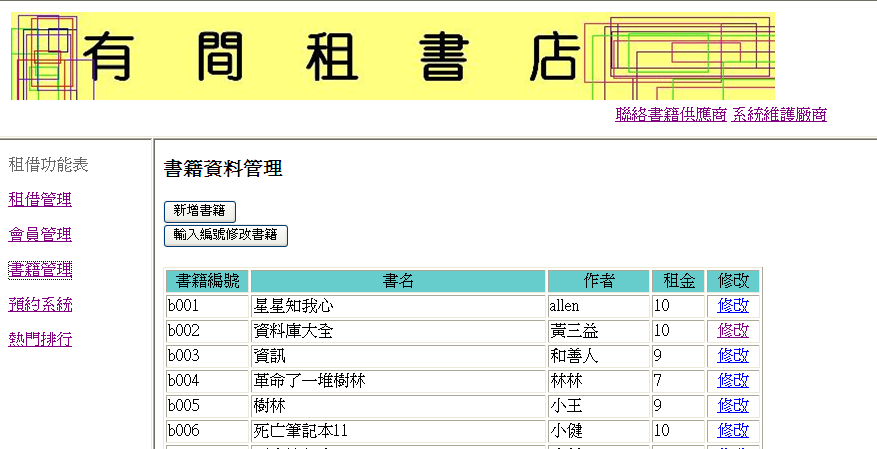 有間租書店
聯絡書籍供應商 系統維護廠商
租借功能表
租借管理
會員管理
書籍管理
預約系統
熱門排行
書籍資料管理
新增書籍
輸入編號修改書籍
書籍編號 書名 作者 租金 修改
b001 星星知我心 allen 10 修改
b002 資料庫大全 黃三益 10 修改
b003 資訊 和善人 9 修改
b004 革命了一堆樹林 林林 7 修改
b005 樹林 小王 9 修改
b006 死亡筆記本11 小健 10 修改